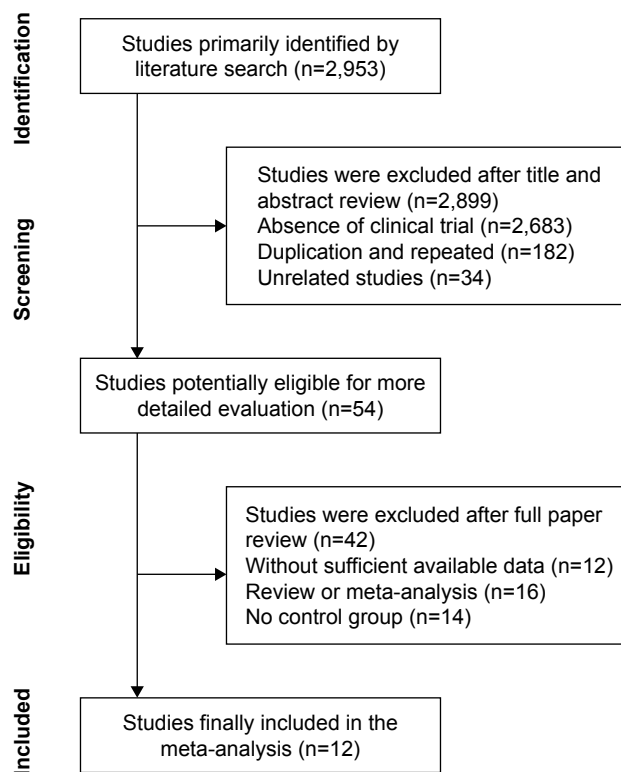 Identification
Studies primarily identified by
literature search (n=2,953)
Screening
Studies were excluded after title and
abstract review (n=2,899)
Absence of clinical trial (n=2,683)
Duplication and repeated (n=182)
Unrelated studies (n=34)
Studies potentially eligible for more
detailed evaluation (n=54)
Eligibility
Studies were excluded after full paper
review (n=42)
Without sufficient available data (n=12)
Review or meta-analysis (n=16)
No control group (n=14)
Included
Studies finally included in the
meta-analysis (n=12)